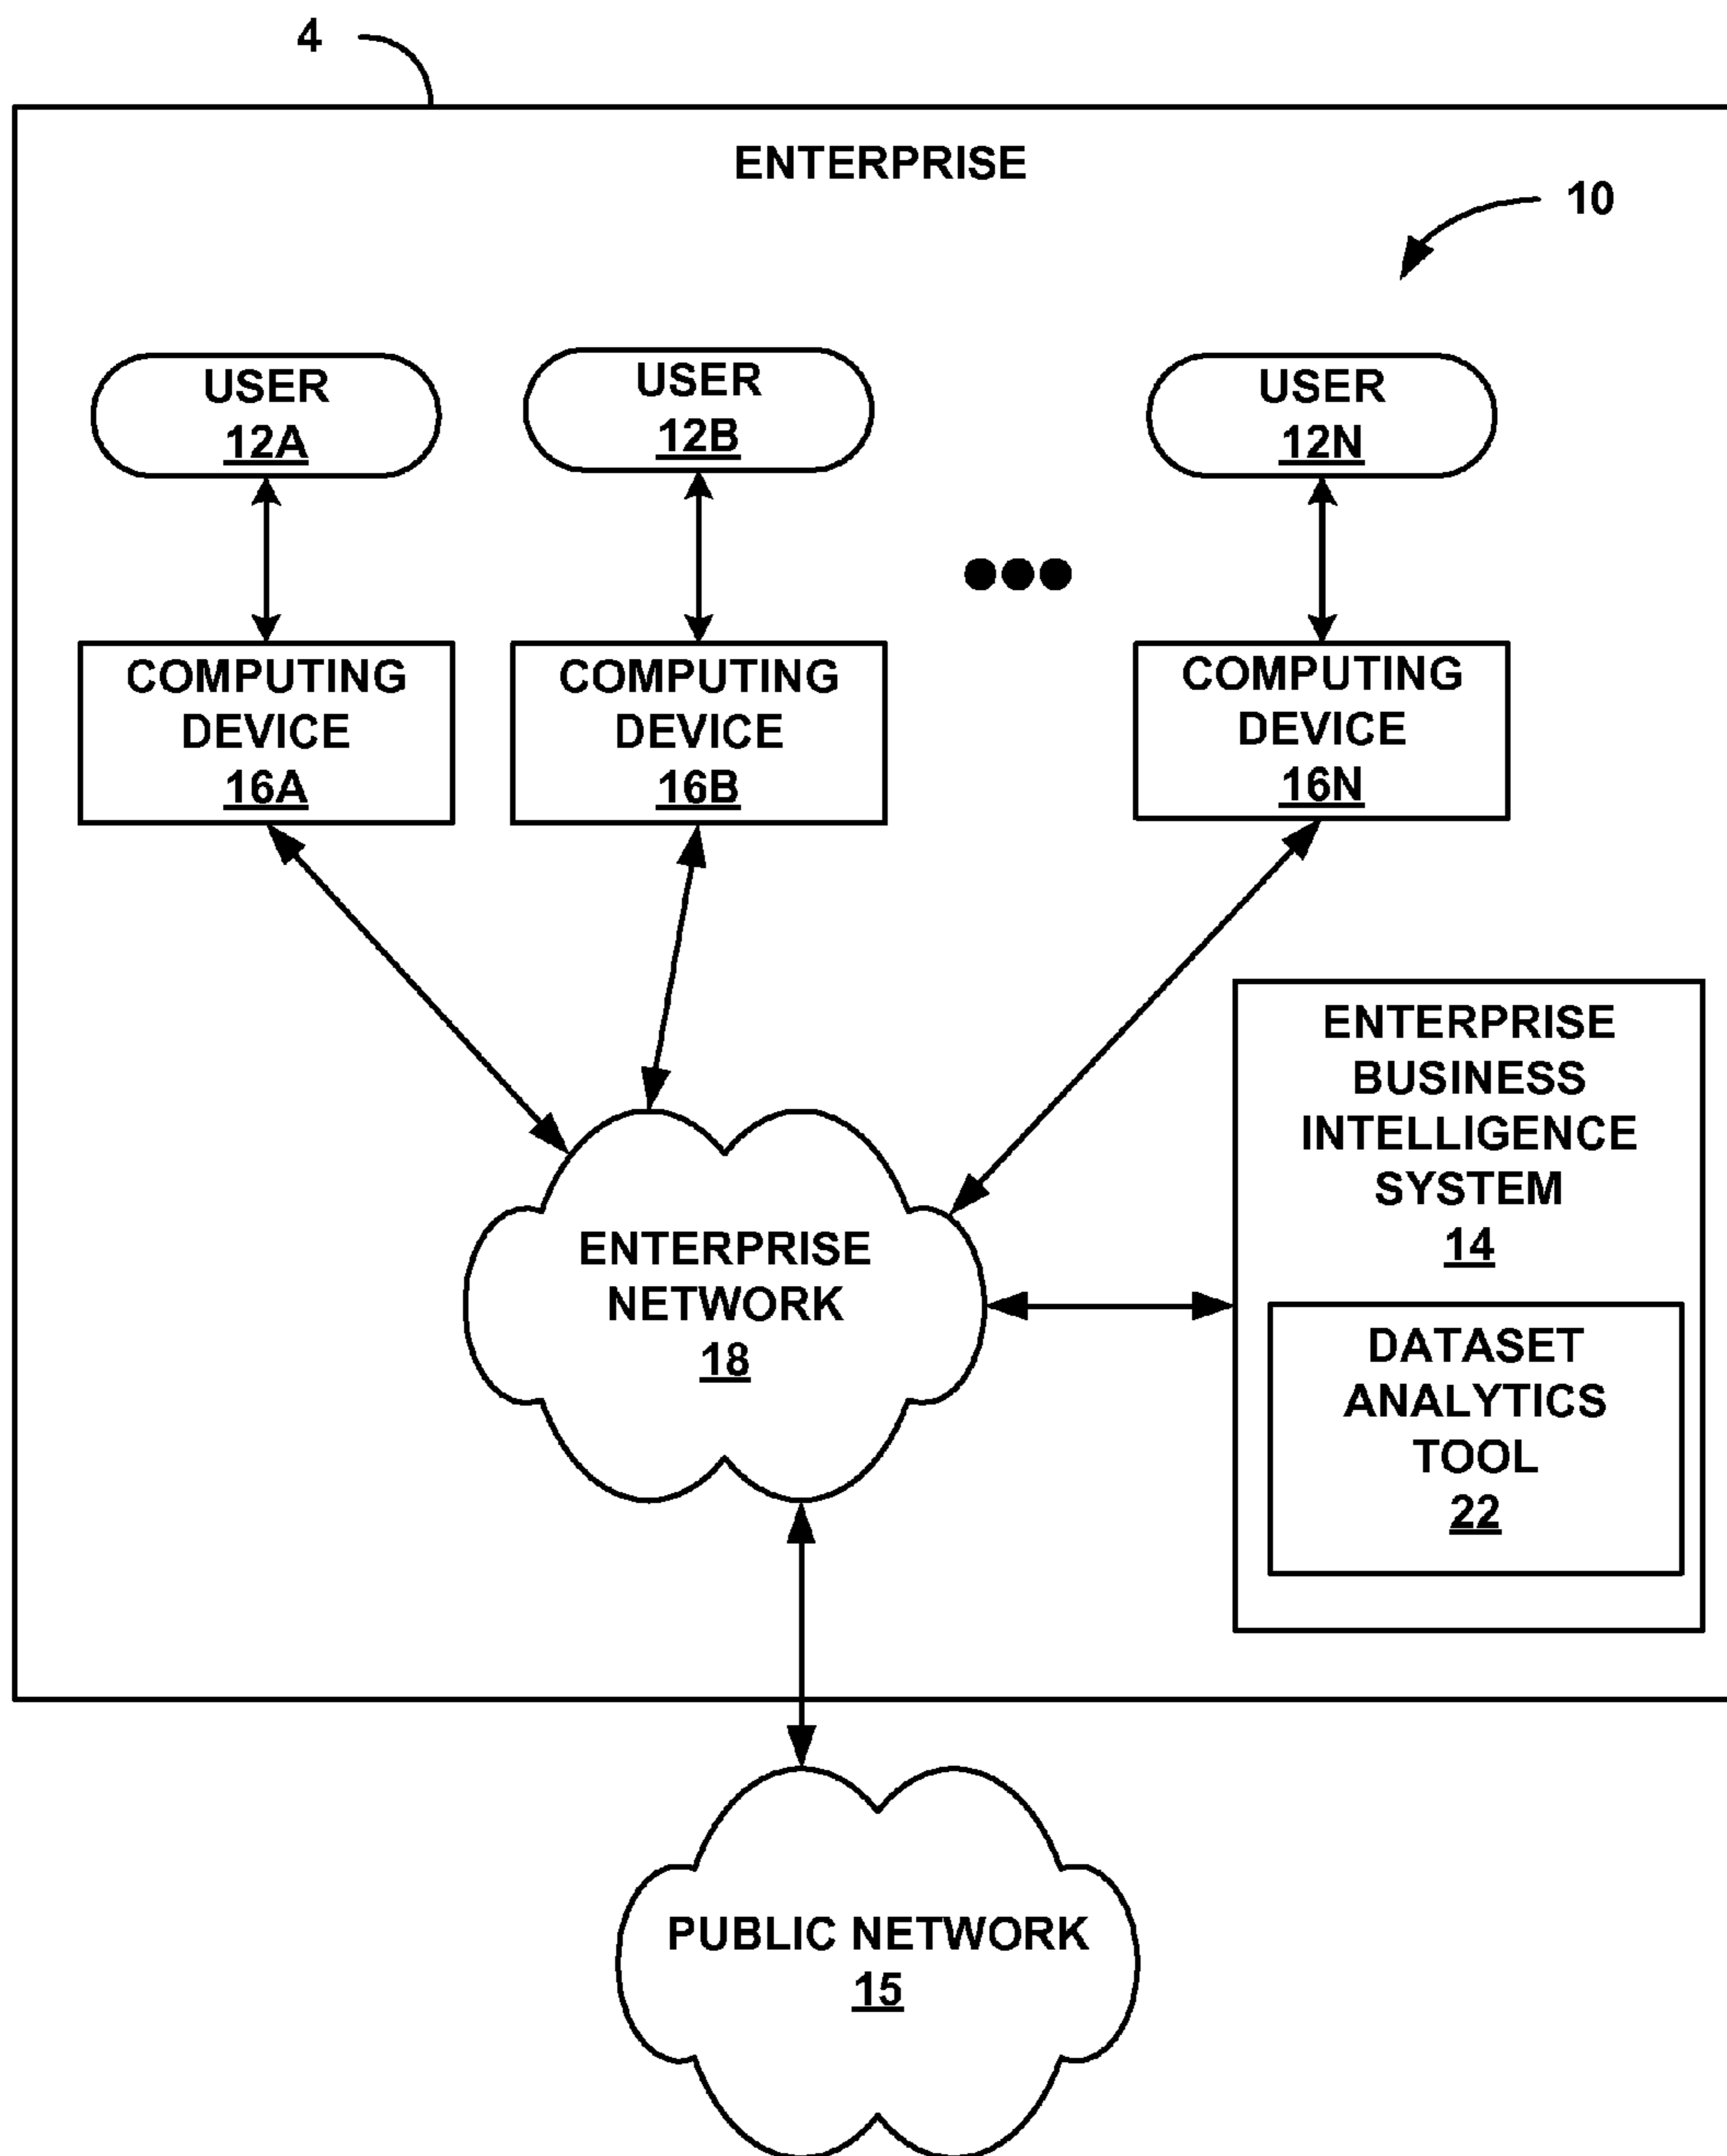 4
ENTERPRISE
10
USER
12A
USER
12B
USER
12N
COMPUTING
DEVICE
16A
COMPUTING
DEVICE
16B
COMPUTING
DEVICE
16N
ENTERPRISE
BUSINESS
INTELLIGENCE
SYSTEM
14
ENTERPRISE
NETWORK
18
DATASET
ANALYTICS
TOOL
22
PUBLIC NETWORK
15